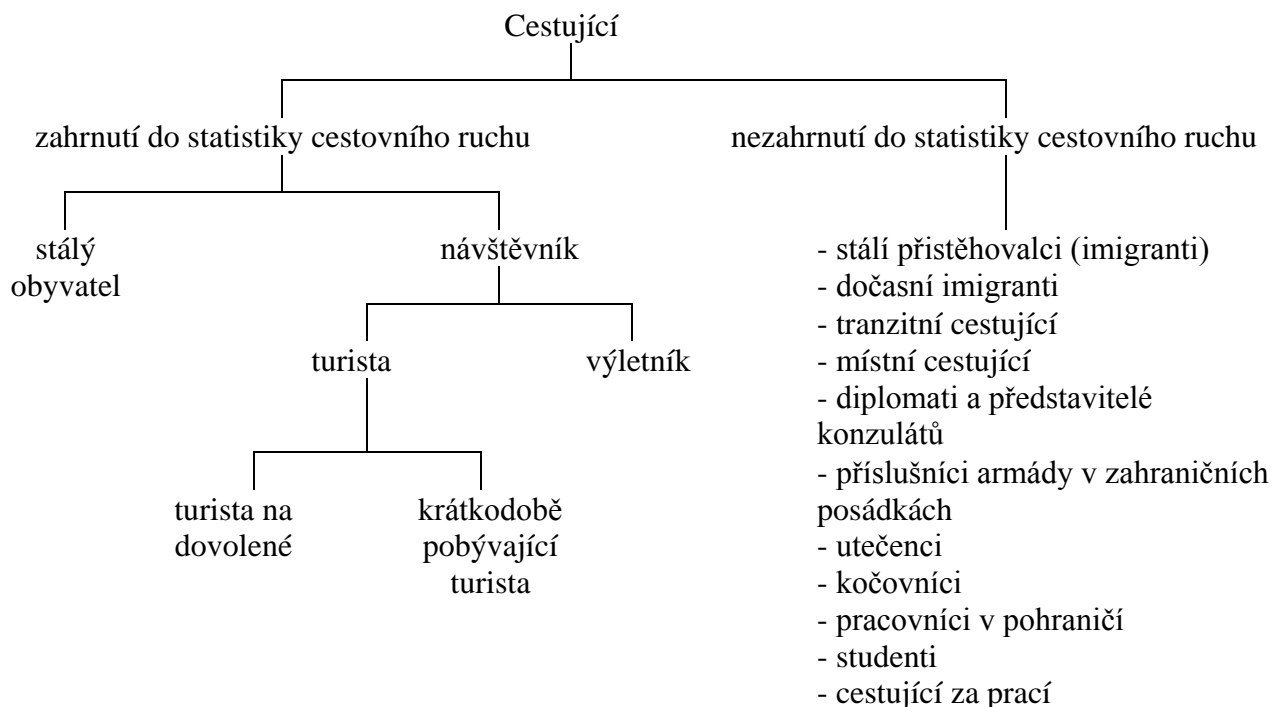 Cestující
zahrnutí do statistiky cestovního ruchu
nezahrnutí do statistiky cestovního ruchu
stálý
obyvatel
návštěvník
turista
výletník
turista na
dovolené
krátkodobě
pobývající
turista
- stálí přistěhovalci (imigranti)
- dočasní imigranti
- tranzitní cestující
- místní cestující
- diplomati a představitelé
konzulátů
- příslušníci armády v zahraničních
posádkách
- utečenci
- kočovníci
- pracovníci v pohraničí
- studenti
- cestující za prací